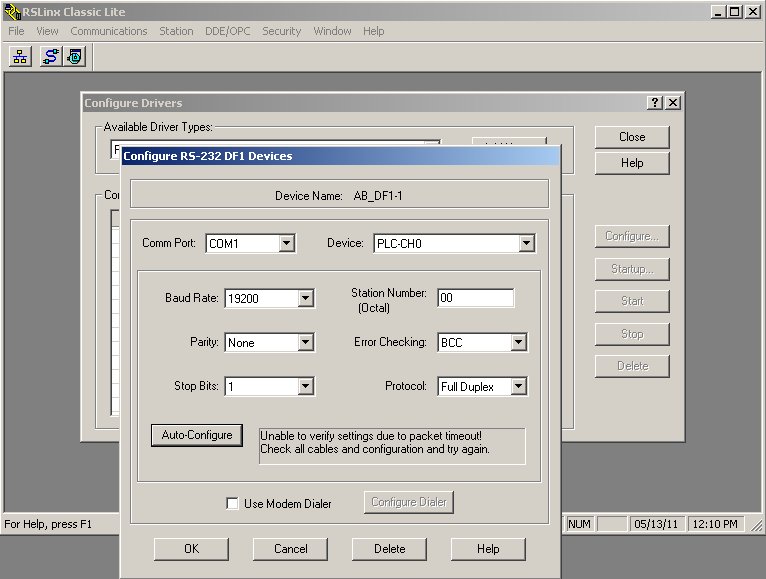 RSLinx Classic Lite
File View Communications Station DDE/OPC Security Window Help
Configure Drivers
Available Driver Types:
Close
Help
Configure RS-232 DF1 Devices
Device Name: AB_DF1-1
Comm Port: COM1 Device: PLC-CH0
Configure...
Baud Rate: 19200 Station Number: 00
(Octal)
Startup...
Start
Parity: None Error Checking: BCC
Stop
Delete
Stop Bits: 1 Protocol: Full Duplex
Auto-Configure
Unable to verify settings due to packet timeout!
Check all cables and configuration and try again.
Use Modem Dialer Configure Dialer
OK Cancel Delete Help
For Help, press F1 NUM 05/13/11 12:10 PM